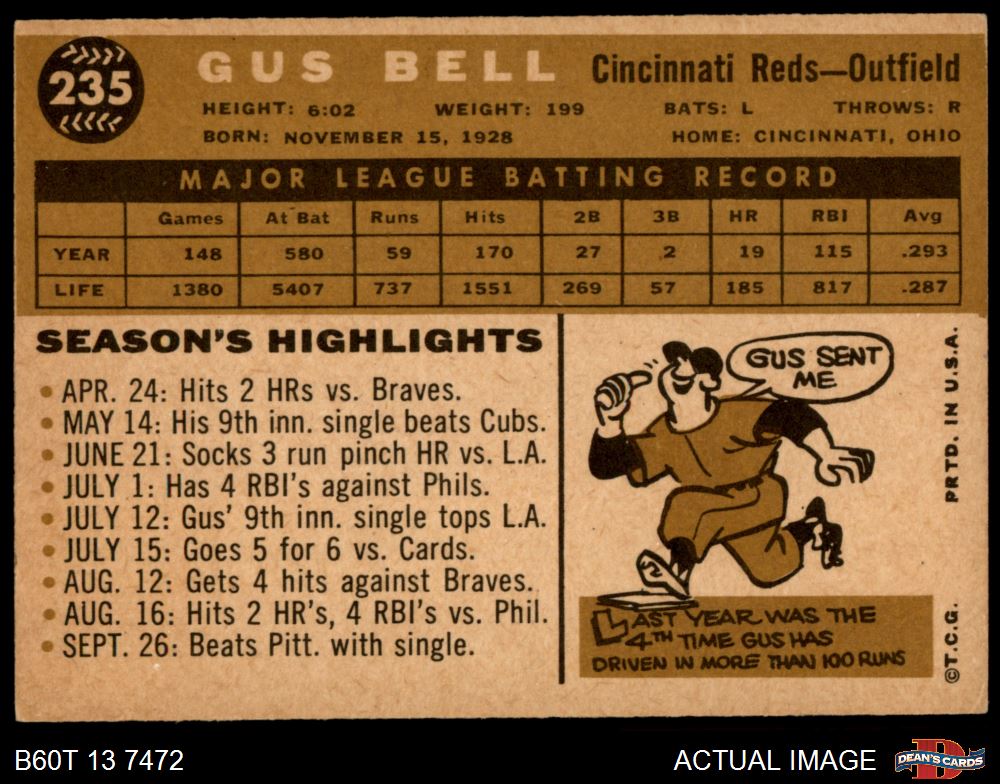 235
GUS BELL Cincinnati Reds—Outfield
HEIGHT: 6:02 WEIGHT: 199 BATS: L THROWS: R
BORN: NOVEMBER 15, 1928 HOME: CINCINNATI, OHIO
MAJOR LEAGUE BATTING RECORD
Games At Bat Runs Hits 2B 3B HR RBI Avg
YEAR 148 580 59 170 27 2 19 115 .293
LIFE 1380 5407 737 1551 269 57 185 817 .287
SEASON'S HIGHLIGHTS
• APR. 24: Hits 2 HRs vs. Braves.
• MAY 14: His 9th inn. single beats Cubs.
• JUNE 21: Socks 3 run pinch HR vs. L.A.
• JULY 1: Has 4 RBI's against Phils.
• JULY 12: Gus' 9th inn. single tops L.A.
• JULY 15: Goes 5 for 6 vs. Cards.
• AUG. 12: Gets 4 hits against Braves.
• AUG. 16: Hits 2 HR's, 4 RBI's vs. Phil.
• SEPT. 26: Beats Pitt. with single.
GUS SENT
ME
LAST YEAR WAS THE
4TH TIME GUS HAS
DRIVEN IN MORE THAN 100 RUNS
PRTD. IN U.S.A.
©T.C.G.
B60T 13 7472 ACTUAL IMAGE
D
DEAN'S CARDS